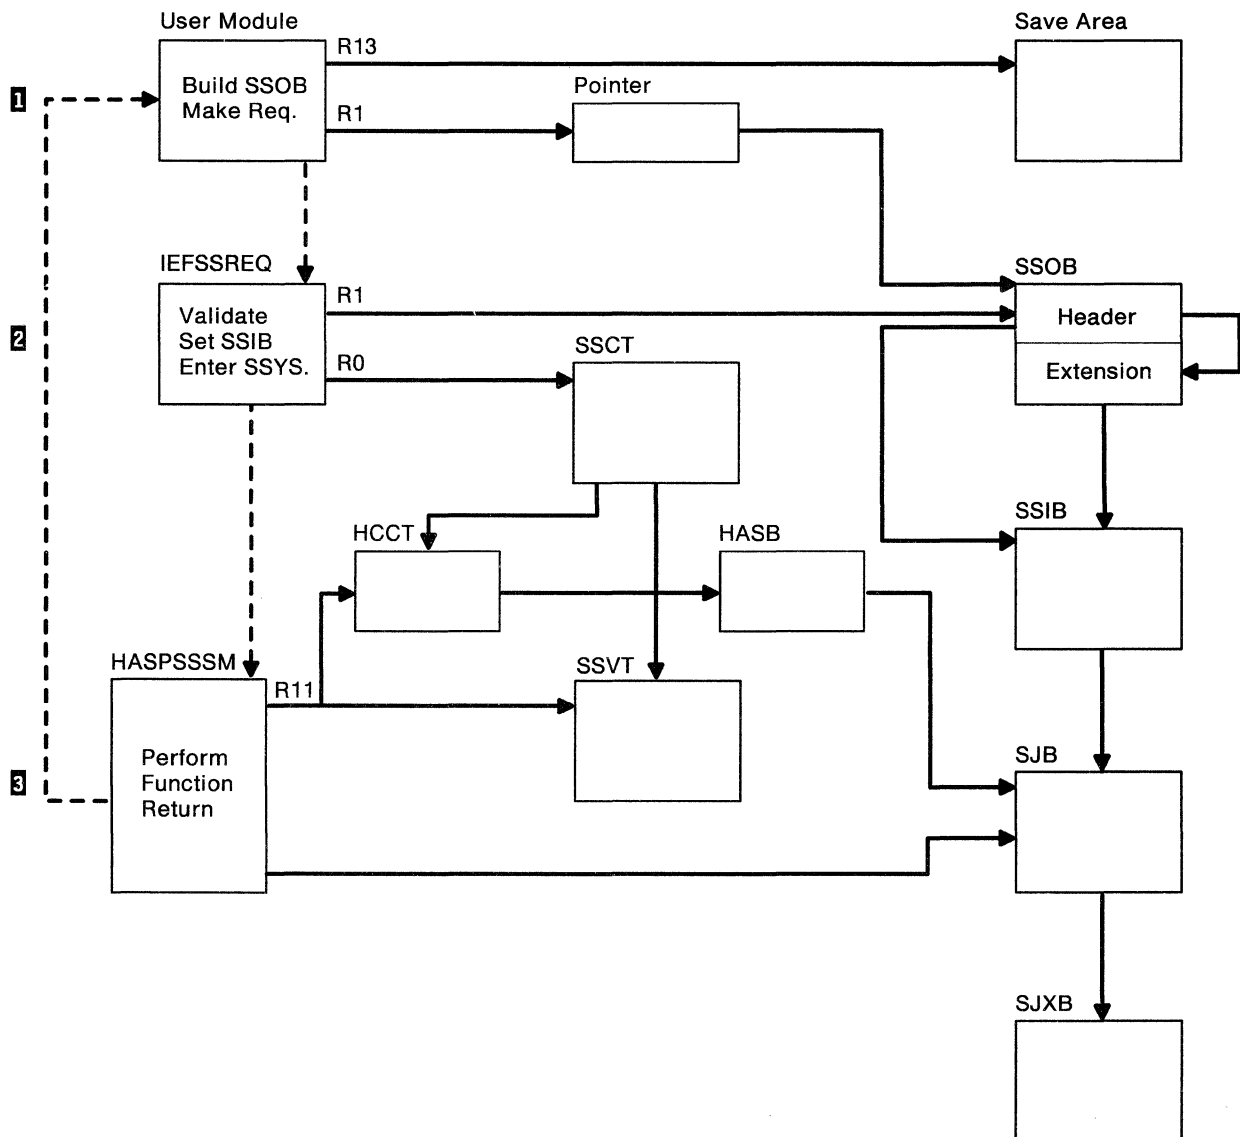 User Module
Save Area
R13
Build SSOB
Make Req.
Pointer
1
R1
IEFSSREQ
SSOB
R1
Validate
Set SSIB
Enter SSYS.
Header
2
SSCT
R0
Extension
SSIB
HCCT
HASB
HASPSSSM
SSVT
R11
Perform
Function
Return
SJB
3
SJXB